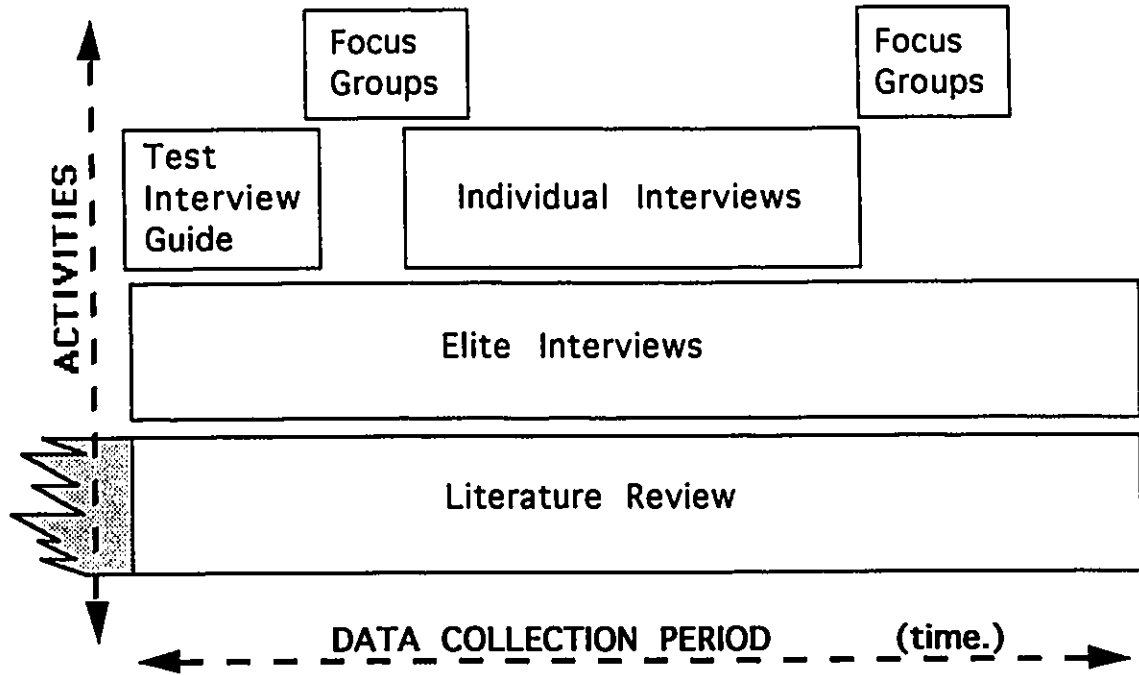 Focus
Groups
Focus
Groups
Test
Interview
Guide
Individual Interviews
ACTIVITIES
Elite Interviews
Literature Review
DATA COLLECTION PERIOD (time.)